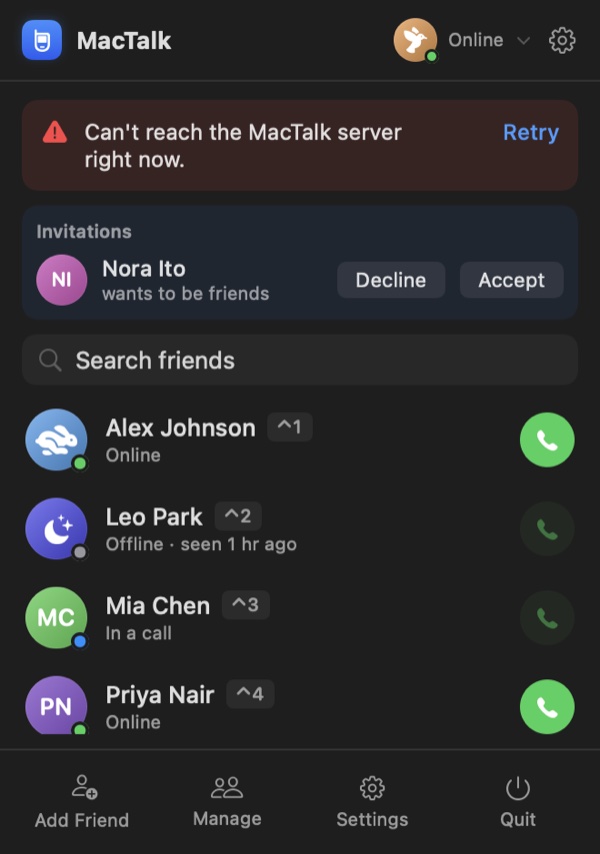 MacTalk
Online
Can't reach the MacTalk server
right now.
Retry
Invitations
NI
Nora Ito
wants to be friends
Decline
Accept
Search friends
Alex Johnson ^1
Online
Leo Park ^2
Offline · seen 1 hr ago
MC
Mia Chen ^3
In a call
PN
Priya Nair ^4
Online
Add Friend
Manage
Settings
Quit